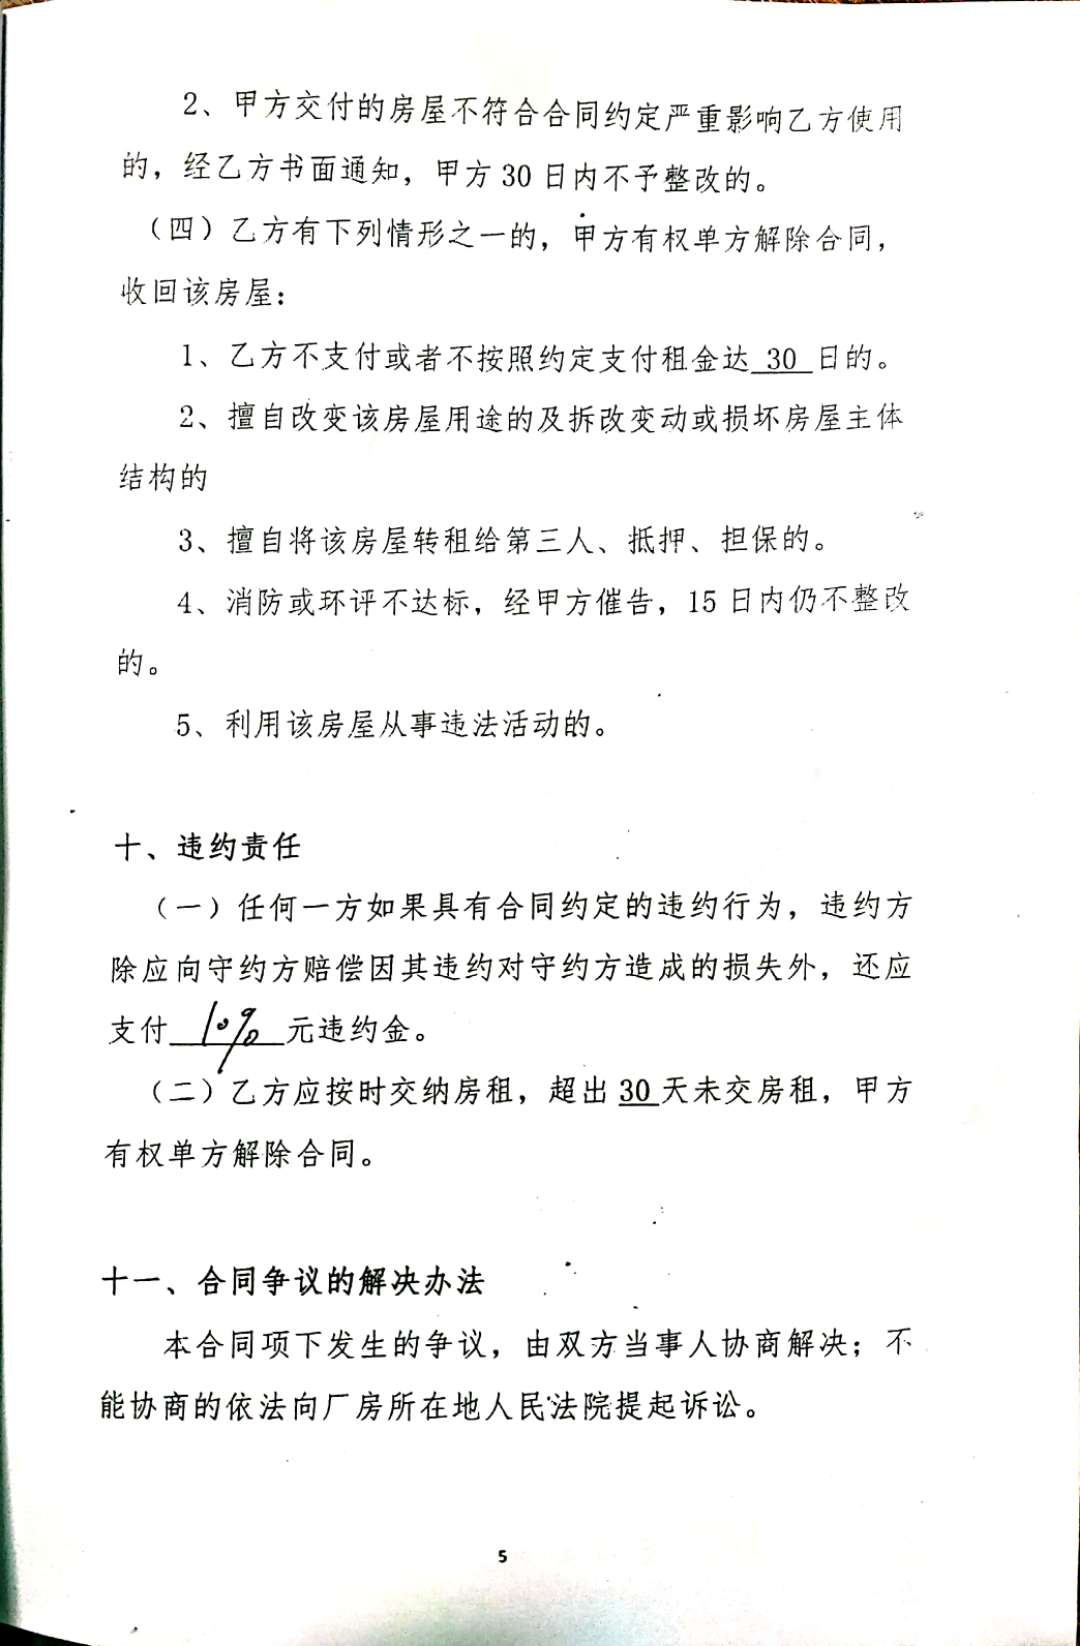 2、甲方交付的房屋不符合合同约定严重影响乙方使用
的，经乙方书面通知，甲方 30 日内不予整改的。
（四）乙方有下列情形之一的，甲方有权单方解除合同，
收回该房屋：
1、乙方不支付或者不按照约定支付租金达 30 日的。
2、擅自改变该房屋用途的及拆改变动或损坏房屋主体
结构的
3、擅自将该房屋转租给第三人、抵押、担保的。
4、消防或环评不达标，经甲方催告，15 日内仍不整改
的。
5、利用该房屋从事违法活动的。
十、违约责任
（一）任何一方如果具有合同约定的违约行为，违约方
除应向守约方赔偿因其违约对守约方造成的损失外，还应
支付 10% 元违约金。
（二）乙方应按时交纳房租，超出 30 天未交房租，甲方
有权单方解除合同。
十一、合同争议的解决办法
本合同项下发生的争议，由双方当事人协商解决；不
能协商的依法向厂房所在地人民法院提起诉讼。
5